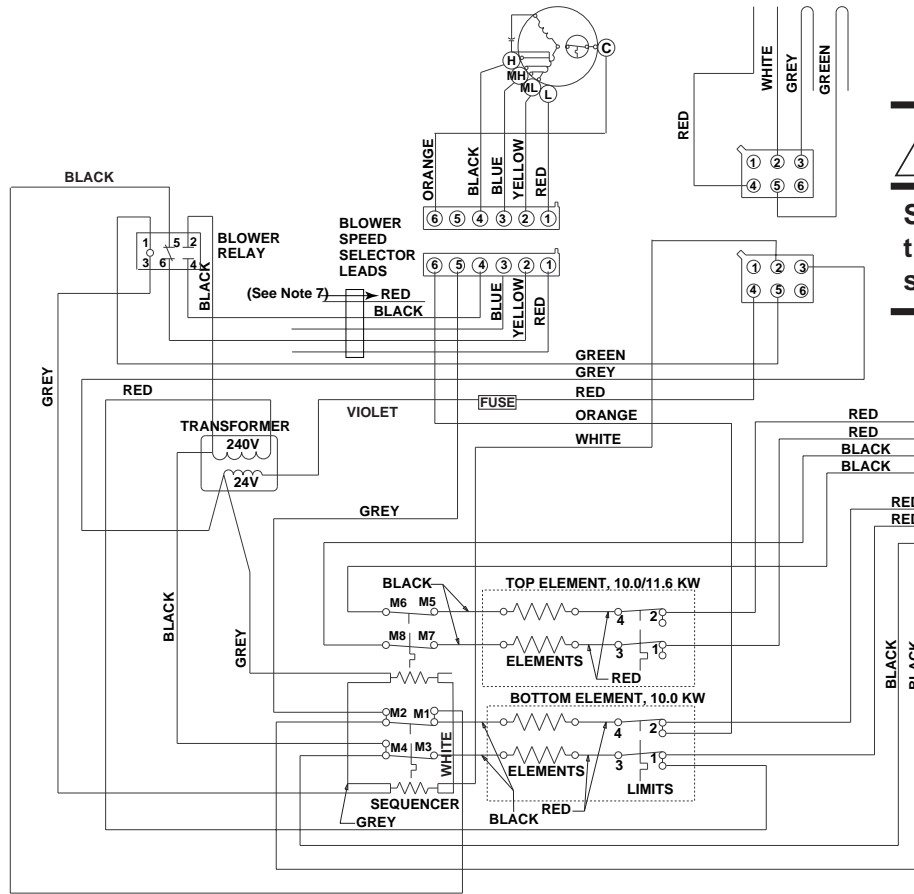 H
MH
ML
L
C
ORANGE
BLACK
BLUE
YELLOW
RED
6 5 4 3 2 1
RED
WHITE
GREY
GREEN
1 2 3
4 5 6
S
t
s
BLACK
1 5 2
3 6 4
BLOWER
RELAY
BLACK
BLOWER
SPEED
SELECTOR
LEADS
(See Note 7)
RED
BLACK
6 5 4 3 2 1
BLUE
YELLOW
RED
1 2 3
4 5 6
GREY
GREEN
GREY
RED
RED
VIOLET
FUSE
ORANGE
WHITE
TRANSFORMER
240V
24V
RED
RED
BLACK
BLACK
RED
RED
GREY
BLACK
GREY
BLACK
TOP ELEMENT, 10.0/11.6 KW
M6 M5
4 2
M8 M7
3 1
ELEMENTS
RED
BOTTOM ELEMENT, 10.0 KW
M2 M1
4 2
M4 M3
3 1
WHITE
ELEMENTS
LIMITS
SEQUENCER
GREY
BLACK
RED
BLACK
BLACK